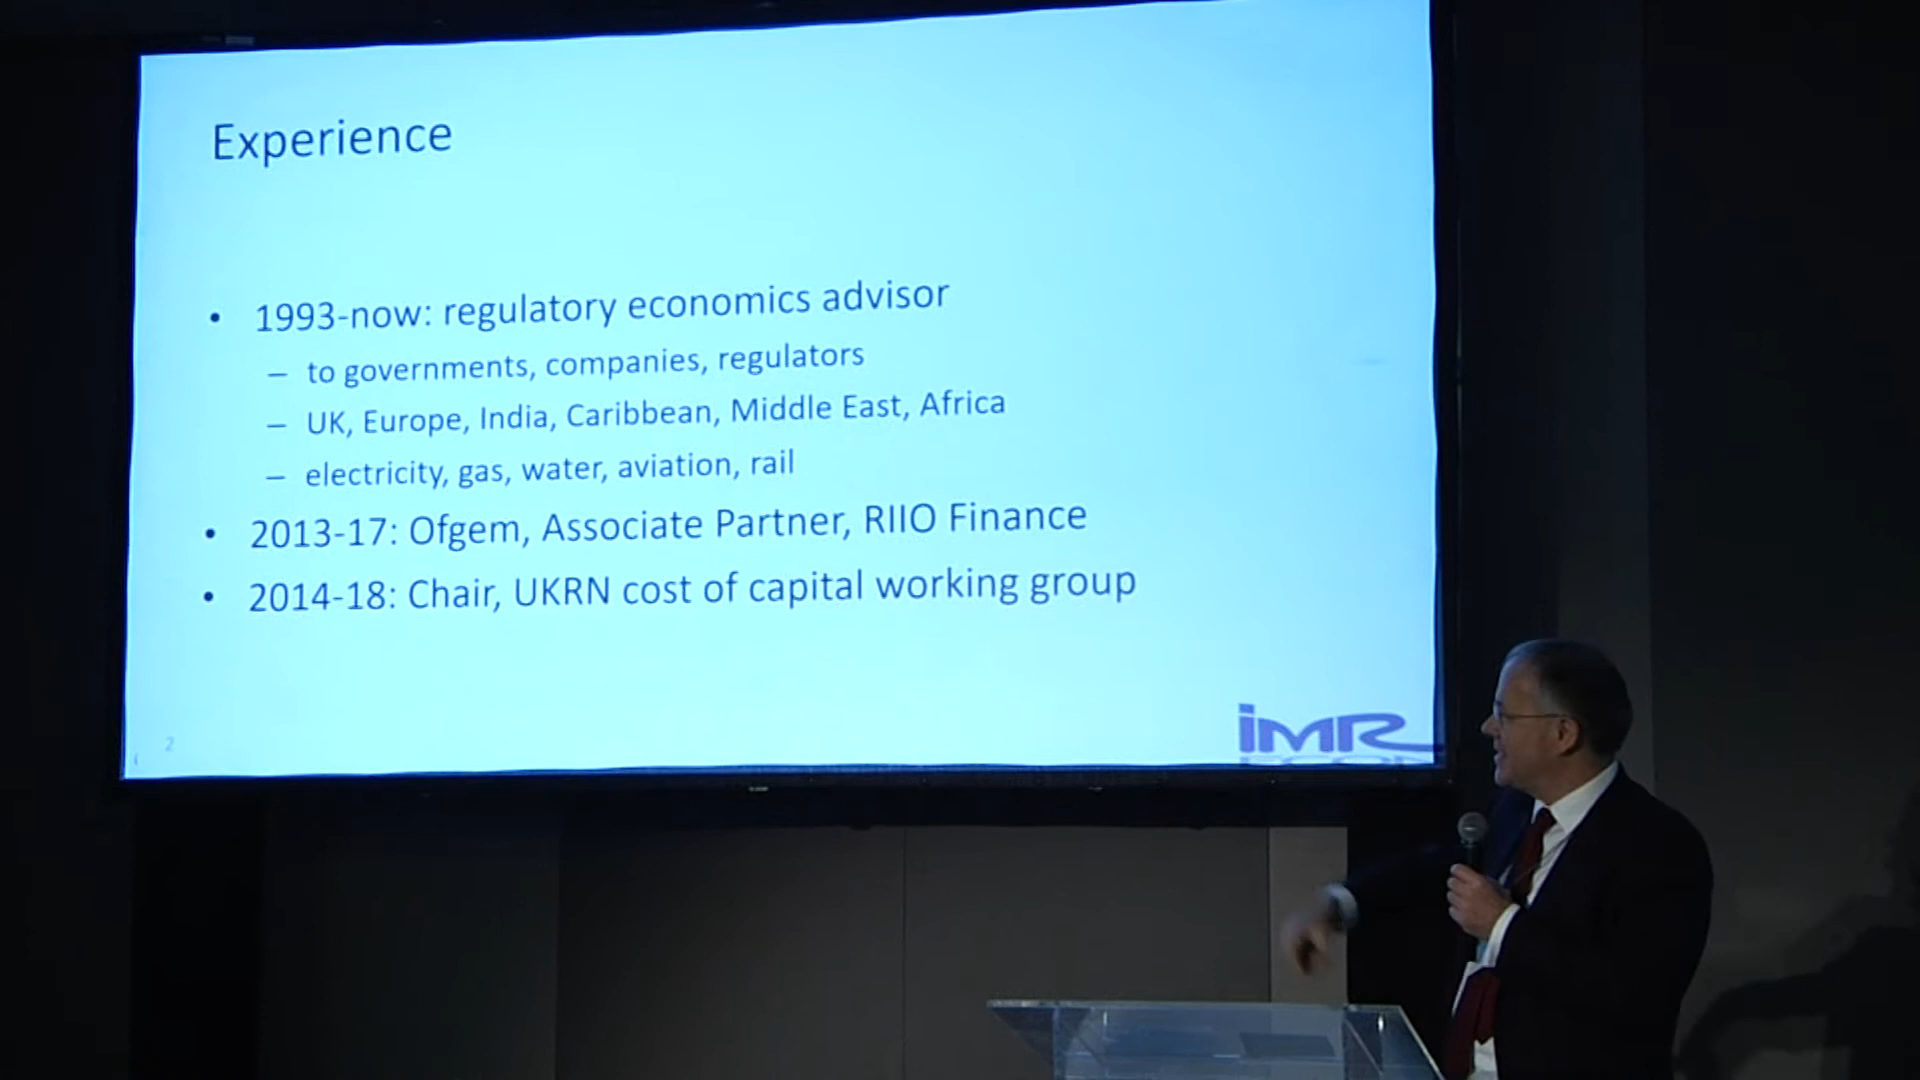 Experience
• 1993-now: regulatory economics advisor
– to governments, companies, regulators
– UK, Europe, India, Caribbean, Middle East, Africa
– electricity, gas, water, aviation, rail
• 2013-17: Ofgem, Associate Partner, RIIO Finance
• 2014-18: Chair, UKRN cost of capital working group
2
iMR